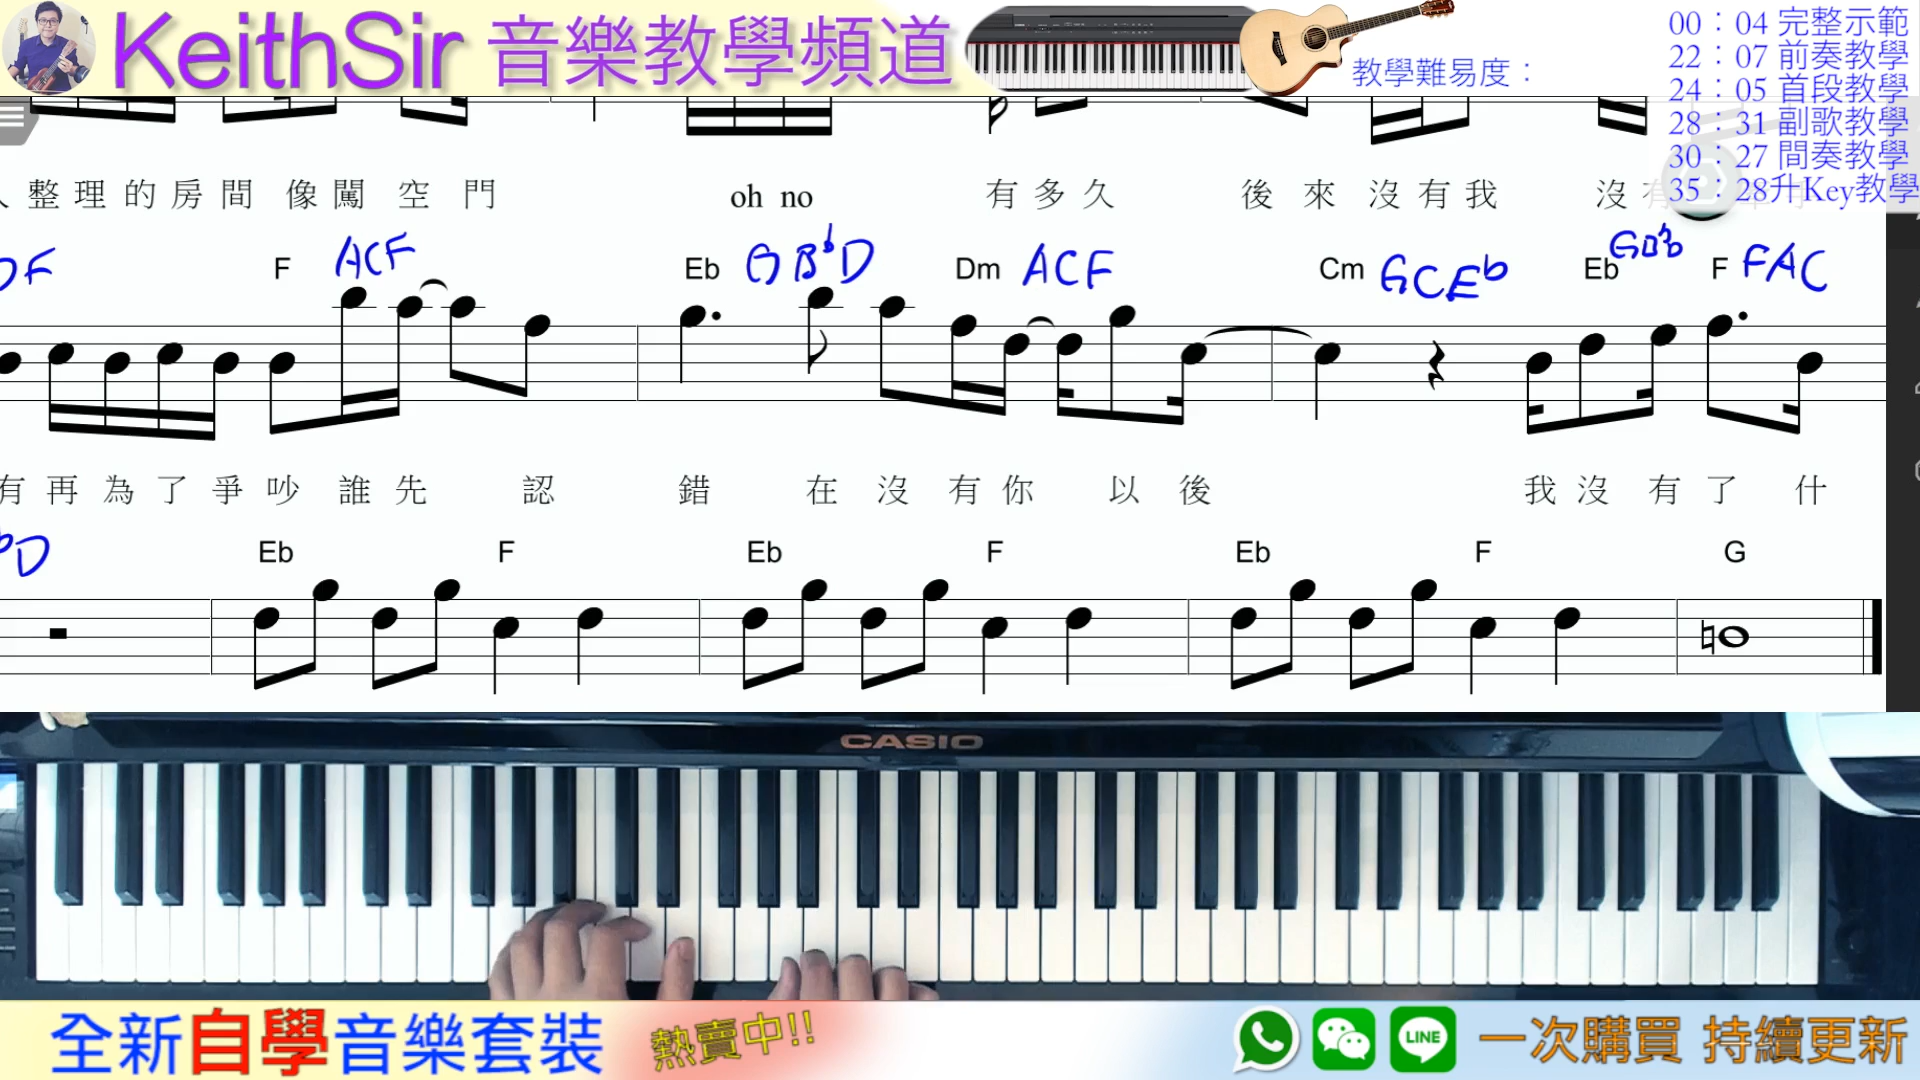 KeithSir 音樂教學頻道
教學難易度：
00：04 完整示範
22：07 前奏教學
24：05 首段教學
28：31 副歌教學
30：27 間奏教學
35：28升Key教學
整理的房間像闖空門 oh no 有多久 後來沒有我 沒
F ACF Eb GBbD Dm ACF Cm GCEb Eb F FAC
有再為了爭吵誰先認錯 在沒有你以後 我沒有了什
Eb F Eb F Eb F G
CASIO
全新自學音樂套裝 熱賣中!! LINE 一次購買 持續更新